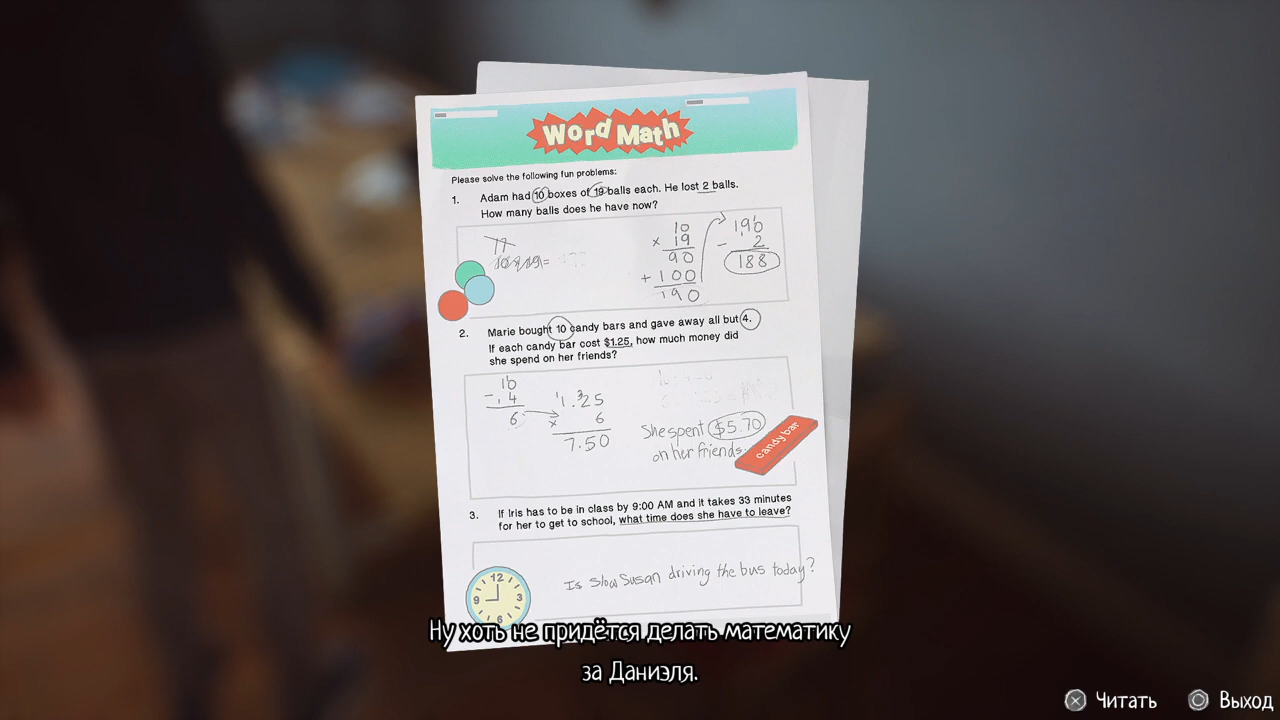 Word Math
Please solve the following fun problems:
1. Adam had 10 boxes of 19 balls each. He lost 2 balls.
How many balls does he have now?
10
x 19
90
+ 100
190
190
- 2
188
2. Marie bought 10 candy bars and gave away all but 4.
If each candy bar cost $1.25, how much money did
she spend on her friends?
10
- 4
6
1.25
x 6
7.50
She spent $5.70
on her friends.
candy bar
3. If Iris has to be in class by 9:00 AM and it takes 33 minutes
for her to get to school, what time does she have to leave?
Is Slow Susan driving the bus today?
12
9 3
6
Ну хоть не придётся делать математику
за Даниэля.
Читать Выход